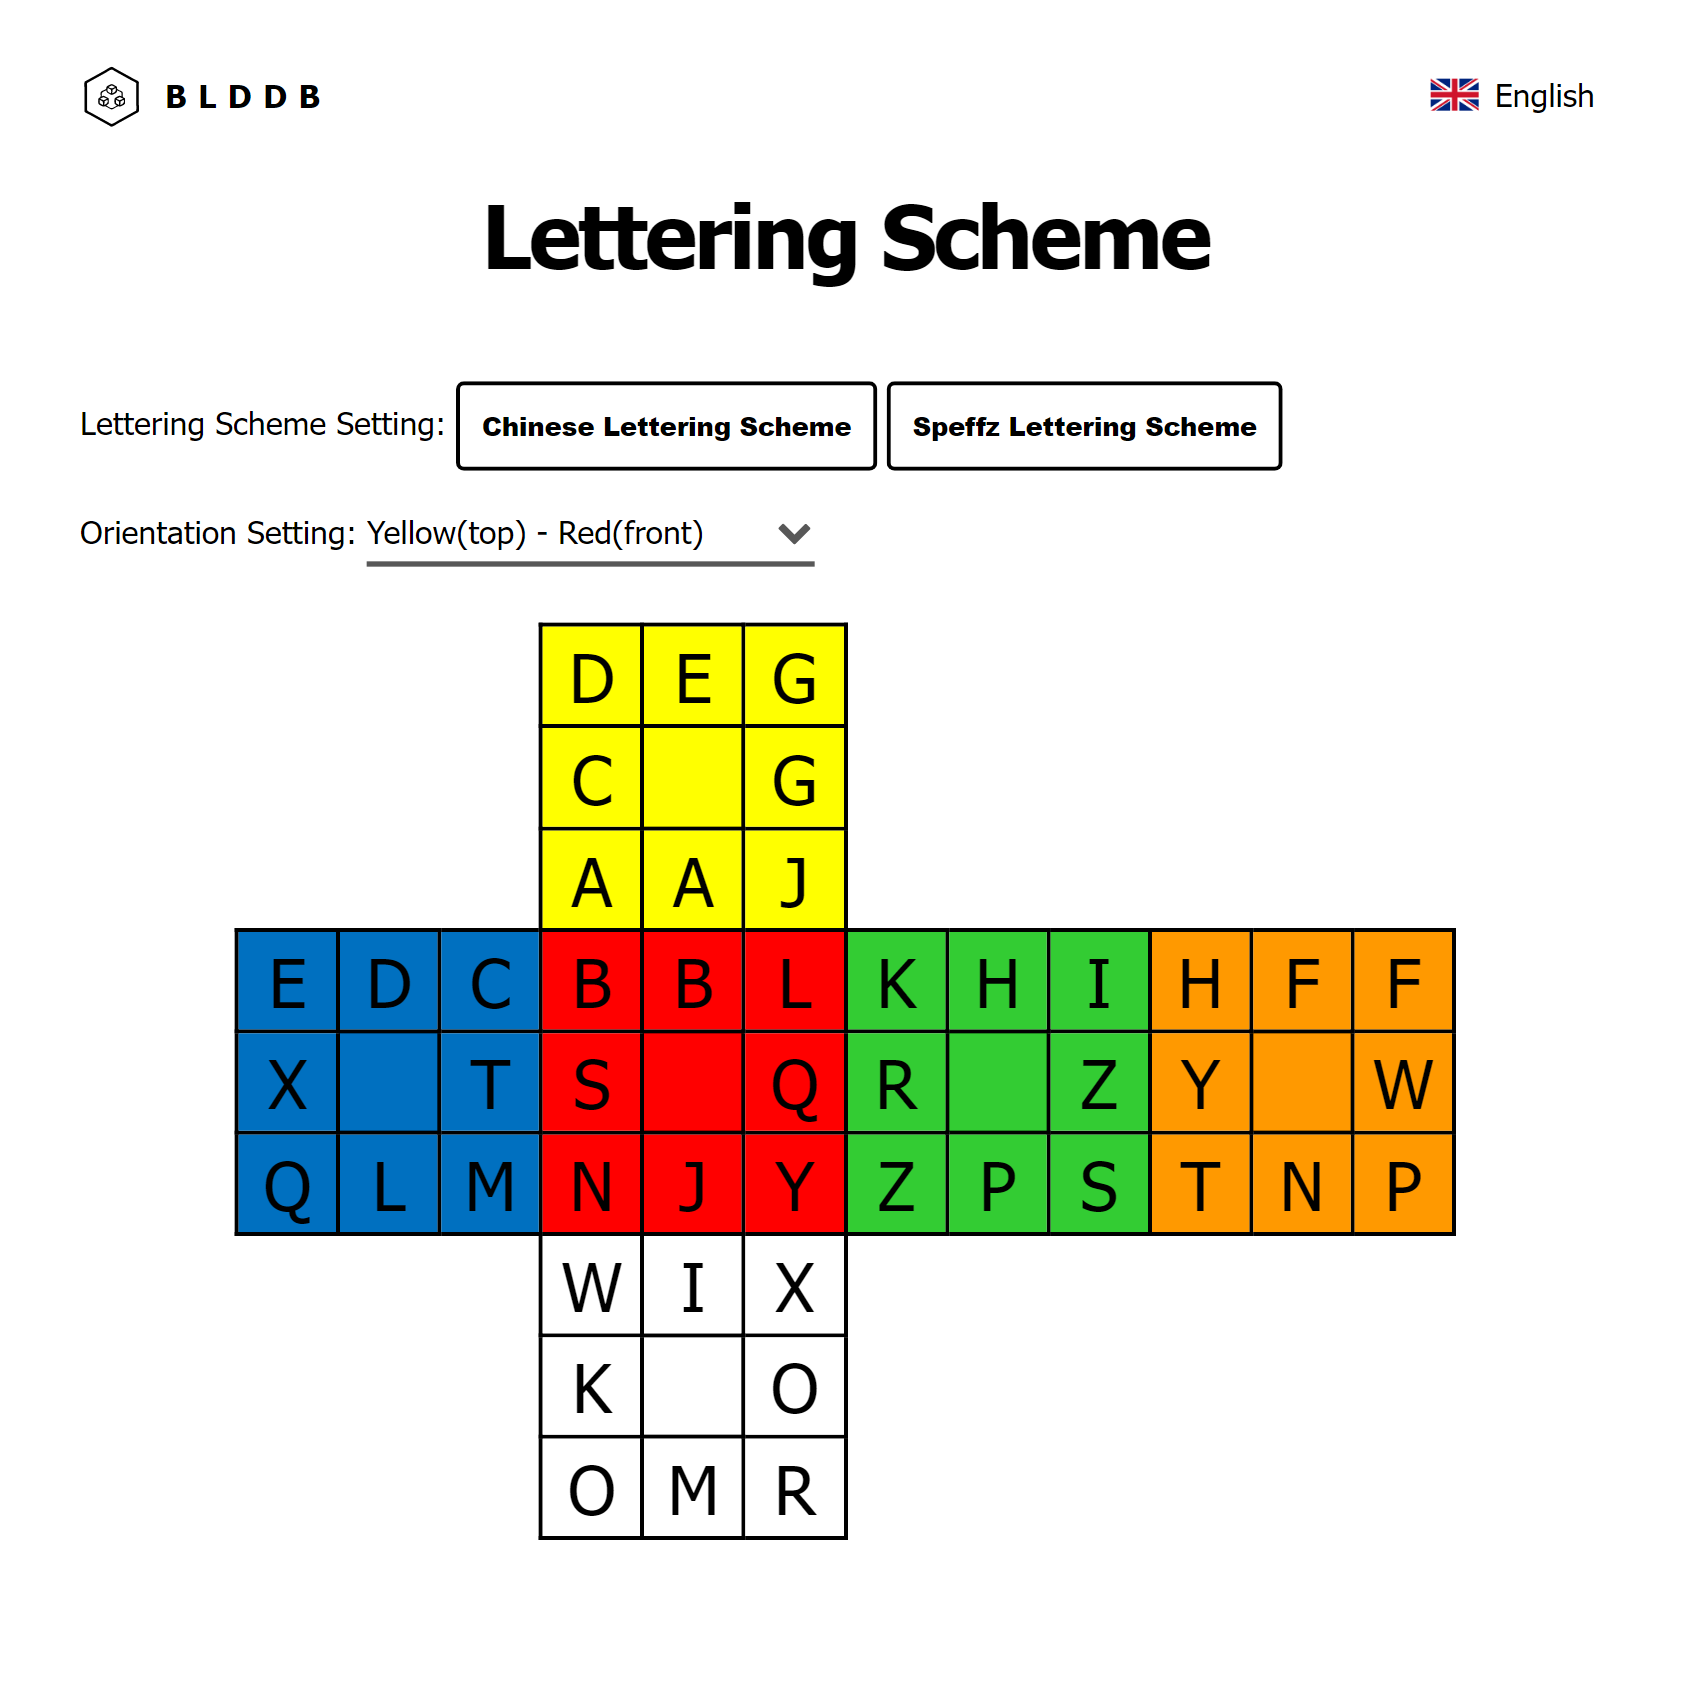 BLDDB English
Lettering Scheme
Lettering Scheme Setting: Chinese Lettering Scheme Speffz Lettering Scheme
Orientation Setting: Yellow(top) - Red(front)
D E G
C G
A A J
E D C B B L K H I H F F
X T S Q R Z Y W
Q L M N J Y Z P S T N P
W I X
K O
O M R